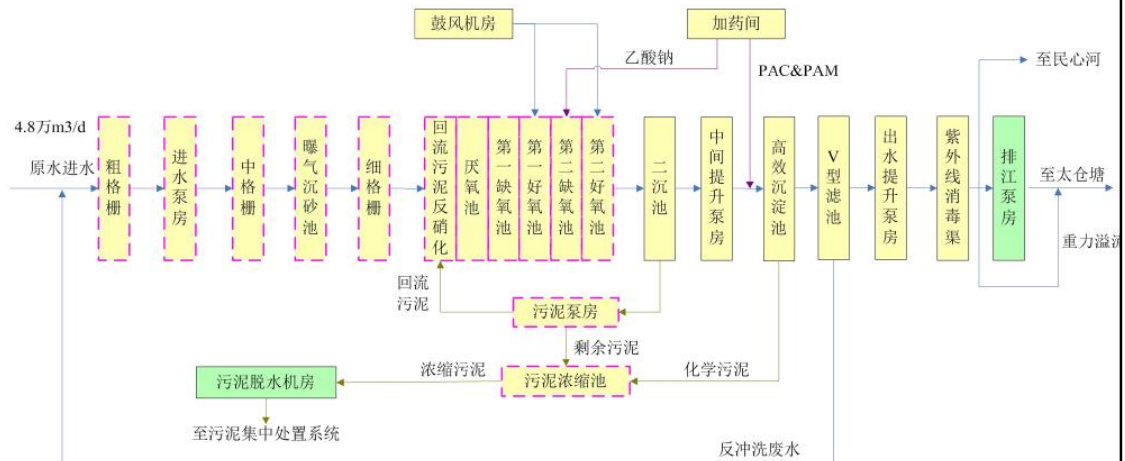 鼓风机房
加药间
乙酸钠
PAC&PAM
至民心河
4.8万m3/d
原水进水
粗格栅
进水泵房
中格栅
曝气沉砂池
细格栅
回流污泥反硝化
厌氧池
第一缺氧池
第一好氧池
第二缺氧池
第二好氧池
二沉池
中间提升泵房
高效沉淀池
V型滤池
出水提升泵房
紫外线消毒渠
排江泵房
至太仓塘
重力溢流
回流
污泥
污泥泵房
剩余污泥
浓缩污泥
污泥脱水机房
污泥浓缩池
化学污泥
至污泥集中处置系统
反冲洗废水